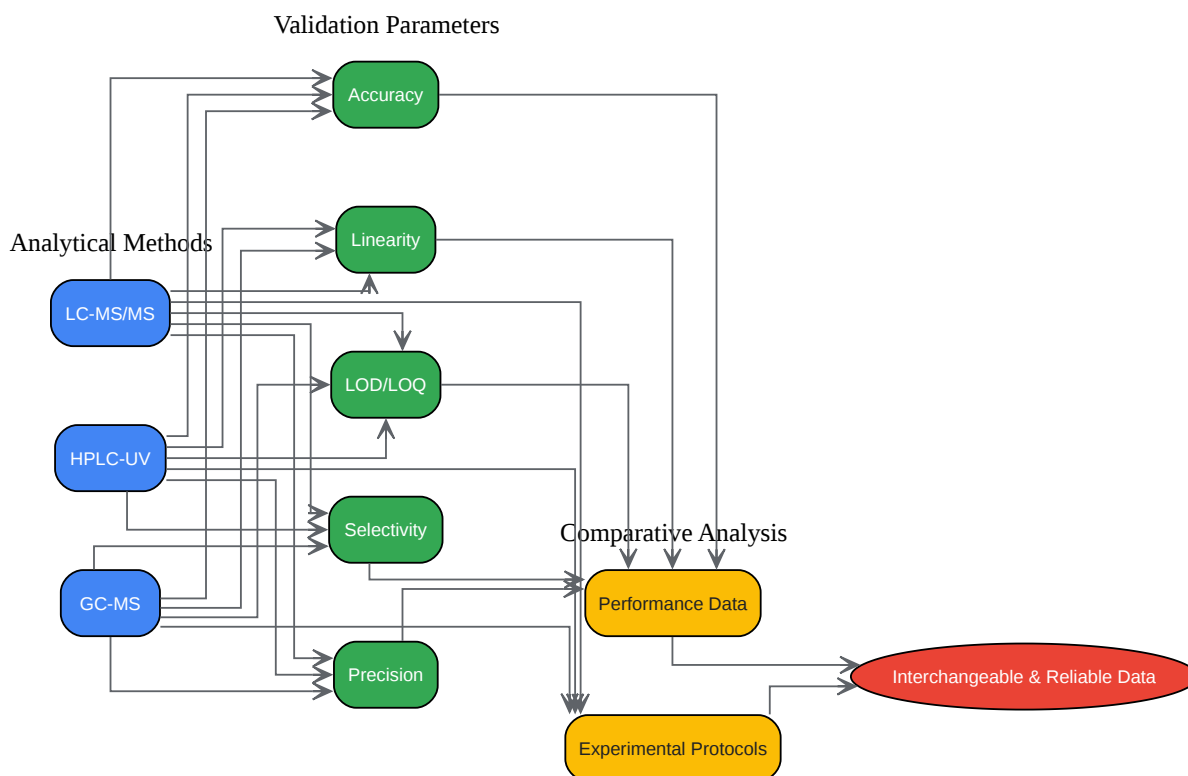 Validation Parameters
Accuracy
Linearity
Analytical Methods
LC-MS/MS
LOD/LOQ
HPLC-UV
Selectivity
Comparative Analysis
GC-MS
Performance Data
Precision
Interchangeable & Reliable Data
Experimental Protocols